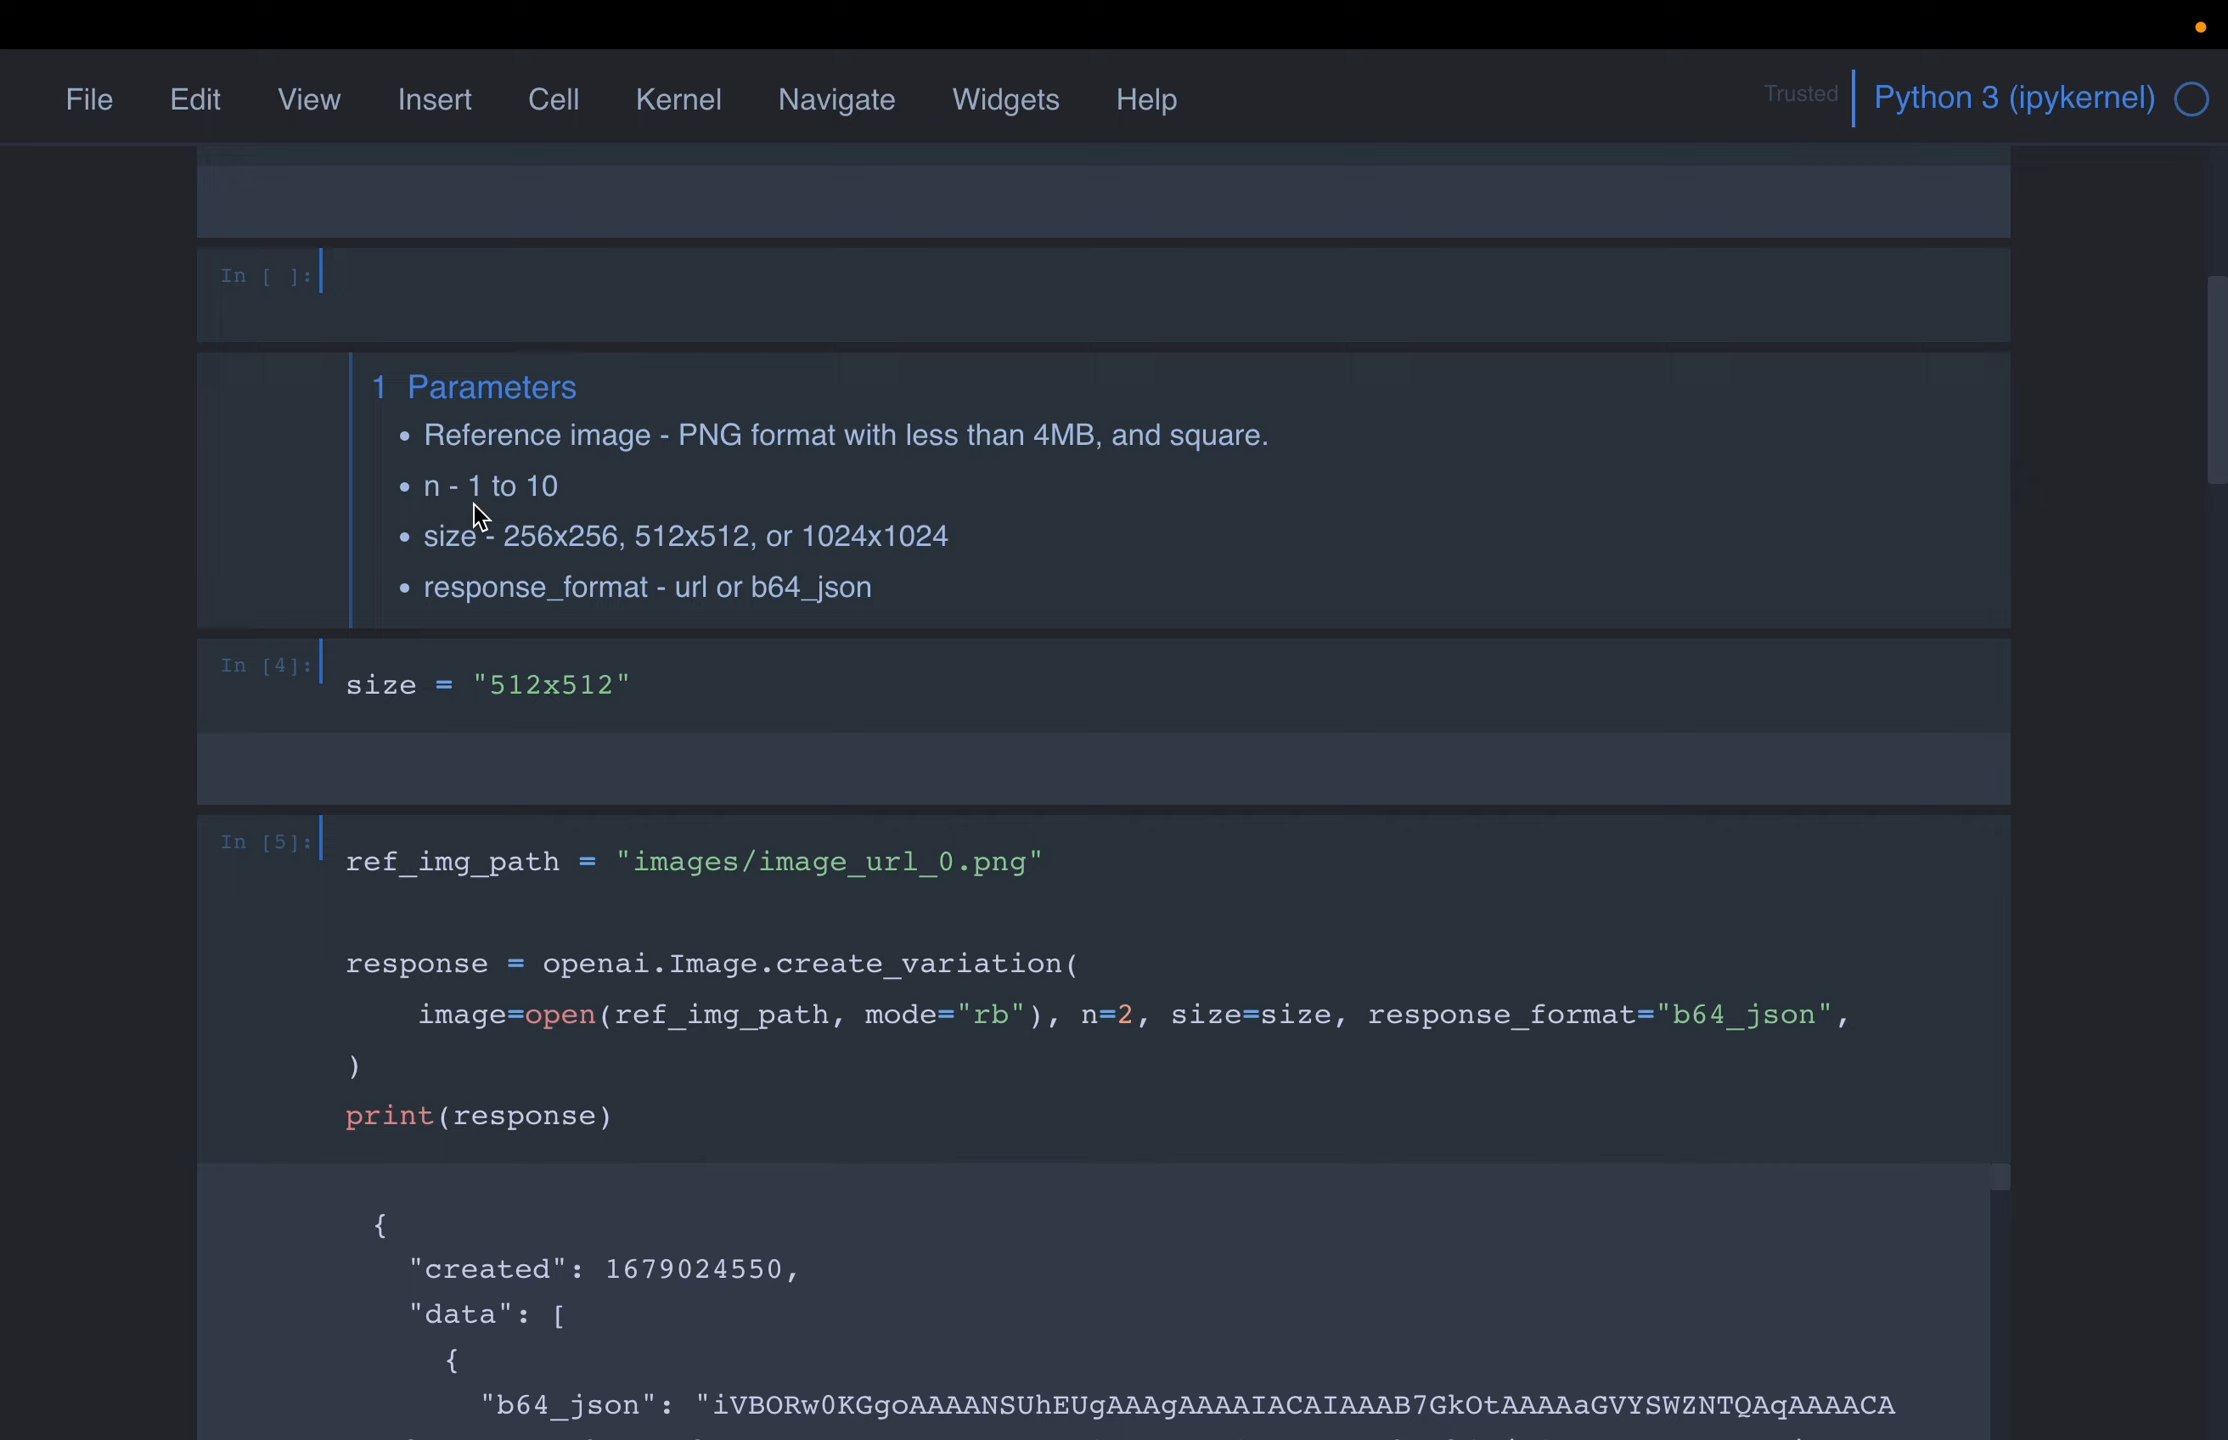 File Edit View Insert Cell Kernel Navigate Widgets Help Trusted Python 3 (ipykernel)
In [ ]:
1 Parameters
• Reference image - PNG format with less than 4MB, and square.
• n - 1 to 10
• size - 256x256, 512x512, or 1024x1024
• response_format - url or b64_json
In [4]:
size = "512x512"
In [5]:
ref_img_path = "images/image_url_0.png"
response = openai.Image.create_variation(
image=open(ref_img_path, mode="rb"), n=2, size=size, response_format="b64_json",
)
print(response)
{
"created": 1679024550,
"data": [
{
"b64_json": "iVBORw0KGgoAAAANSUhEUgAAAgAAAAIACAIAAAB7GkOtAAAAaGVYSWZNTQAqAAAACA